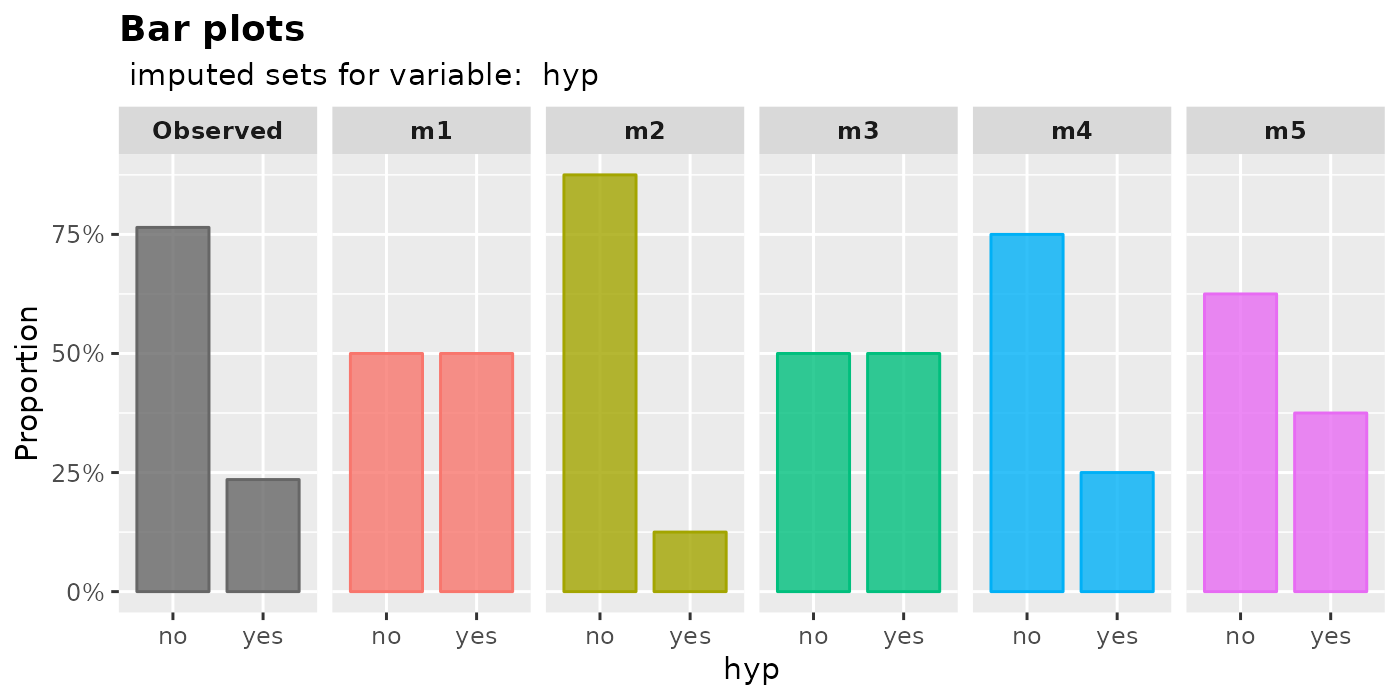 Bar plots
imputed sets for variable:  hyp
Observed m1 m2 m3 m4 m5
75%
50%
25%
0%
Proportion
no yes no yes no yes no yes no yes no yes
hyp